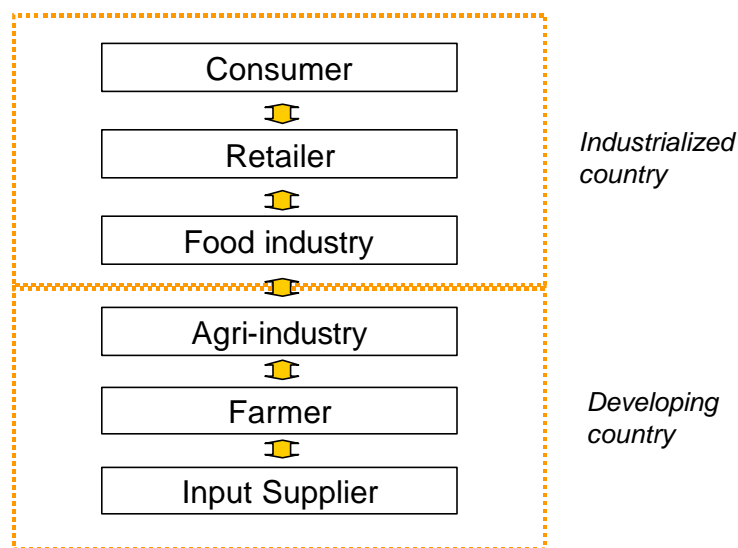 Consumer
Retailer
Industrialized
country
Food industry
Agri-industry
Farmer
Developing
country
Input Supplier